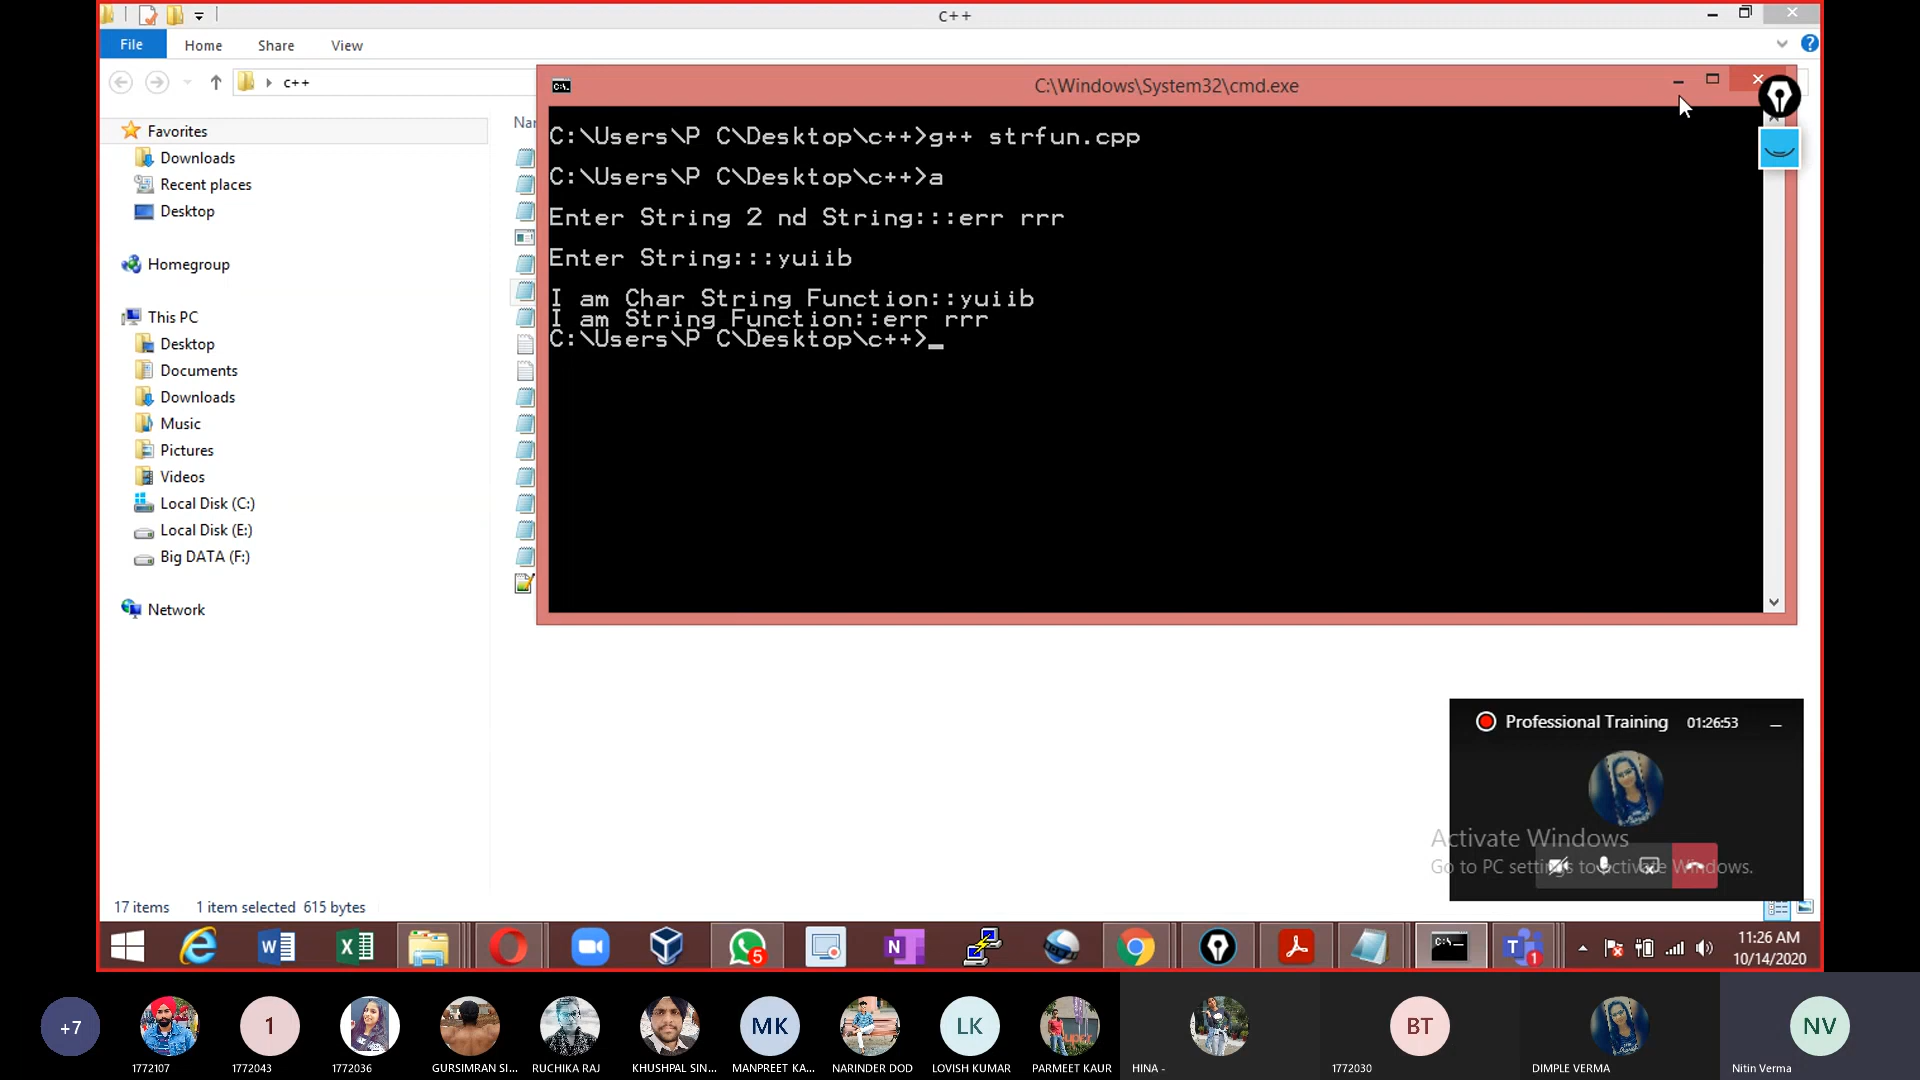 C++
File Home Share View
c++
C:\Windows\System32\cmd.exe
Favorites
Downloads
Recent places
Desktop
Homegroup
This PC
Desktop
Documents
Downloads
Music
Pictures
Videos
Local Disk (C:)
Local Disk (E:)
Big DATA (F:)
Network
C:\Users\P C\Desktop\c++>g++ strfun.cpp
C:\Users\P C\Desktop\c++>a
Enter String 2 nd String:::err rrr
Enter String:::yuiib
I am Char String Function::yuiib
I am String Function::err rrr
C:\Users\P C\Desktop\c++>_
Professional Training 01:26:53
Activate Windows
Go to PC settings to activate Windows.
17 items 1 item selected 615 bytes
5
1
11:26 AM
10/14/2020
+7 1 MK LK BT NV
1772107 1772043 1772036 GURSIMRAN SI... RUCHIKA RAJ KHUSHPAL SIN... MANPREET KA... NARINDER DOD LOVISH KUMAR PARMEET KAUR HINA - 1772030 DIMPLE VERMA Nitin Verma